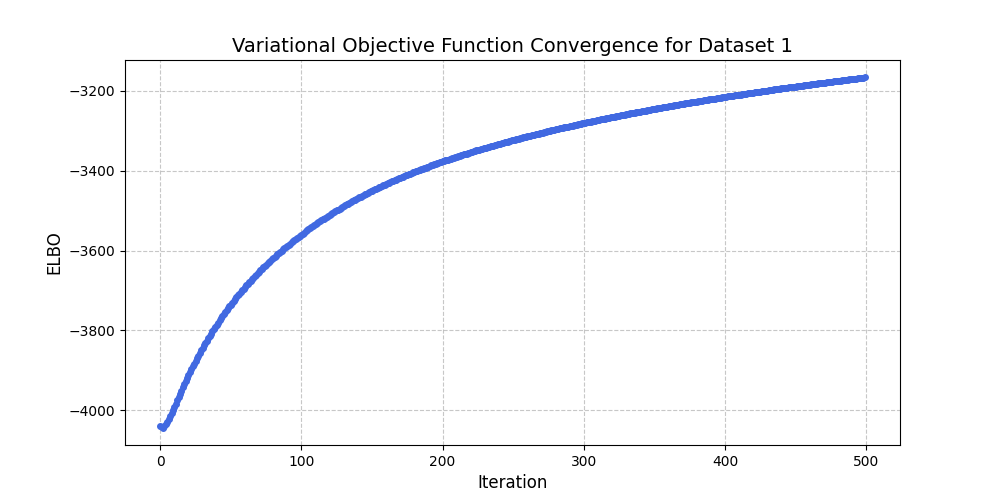 Variational Objective Function Convergence for Dataset 1
ELBO
−3200
−3400
−3600
−3800
−4000
0 100 200 300 400 500
Iteration